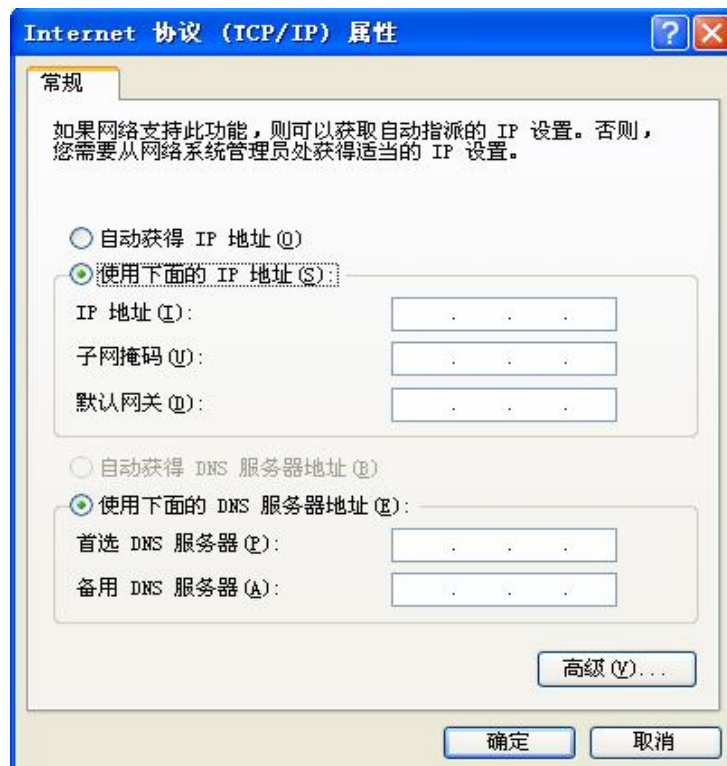 Internet 协议 (TCP/IP) 属性
常规
如果网络支持此功能，则可以获取自动指派的 IP 设置。否则，
您需要从网络系统管理员处获得适当的 IP 设置。
自动获得 IP 地址(O)
使用下面的 IP 地址(S):
IP 地址(I):
子网掩码(U):
默认网关(D):
自动获得 DNS 服务器地址(B)
使用下面的 DNS 服务器地址(E):
首选 DNS 服务器(P):
备用 DNS 服务器(A):
高级(V)...
确定
取消